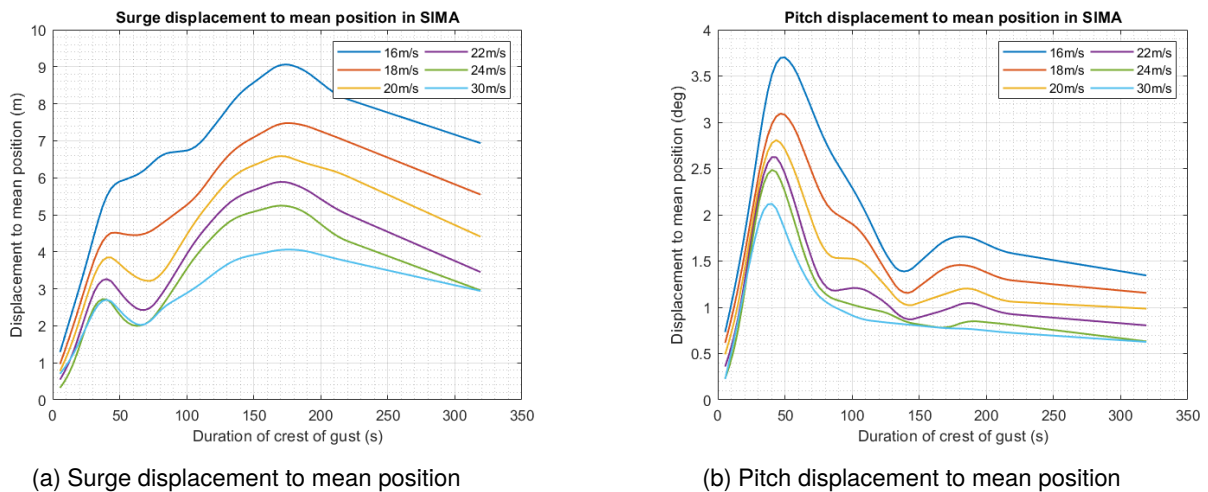 Surge displacement to mean position in SIMA
Displacement to mean position (m)
10
9
8
7
6
5
4
3
2
1
0
16m/s 22m/s
18m/s 24m/s
20m/s 30m/s
0 50 100 150 200 250 300 350
Duration of crest of gust (s)
(a) Surge displacement to mean position
Pitch displacement to mean position in SIMA
Displacement to mean position (deg)
4
3.5
3
2.5
2
1.5
1
0.5
0
16m/s 22m/s
18m/s 24m/s
20m/s 30m/s
0 50 100 150 200 250 300 350
Duration of crest of gust (s)
(b) Pitch displacement to mean position